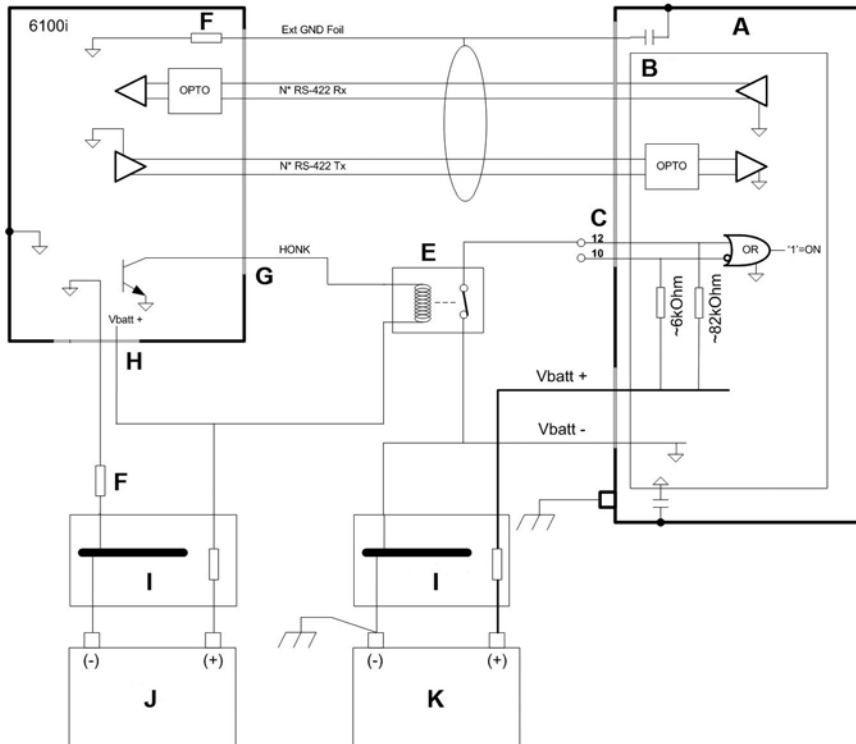 6100i
F
Ext GND Foil
A
B
OPTO
N* RS-422 Rx
N* RS-422 Tx
OPTO
C
12
10
OR
'1'=ON
HONK
E
G
~6kOhm
~82kOhm
Vbatt +
H
Vbatt +
Vbatt -
F
I
I
(-)
(+)
(-)
(+)
J
K